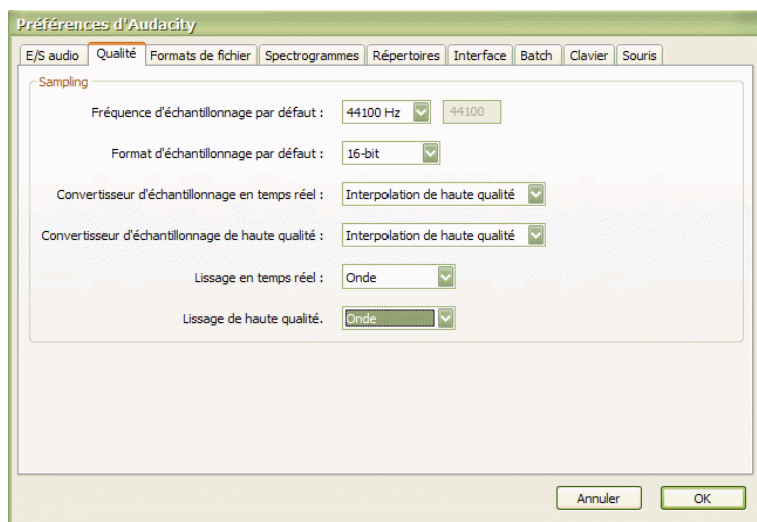 Préférences d'Audacity
E/S audio Qualité Formats de fichier Spectrogrammes Répertoires Interface Batch Clavier Souris
Sampling
Fréquence d'échantillonnage par défaut : 44100 Hz 44100
Format d'échantillonnage par défaut : 16-bit
Convertisseur d'échantillonnage en temps réel : Interpolation de haute qualité
Convertisseur d'échantillonnage de haute qualité : Interpolation de haute qualité
Lissage en temps réel : Onde
Lissage de haute qualité. Onde
Annuler OK